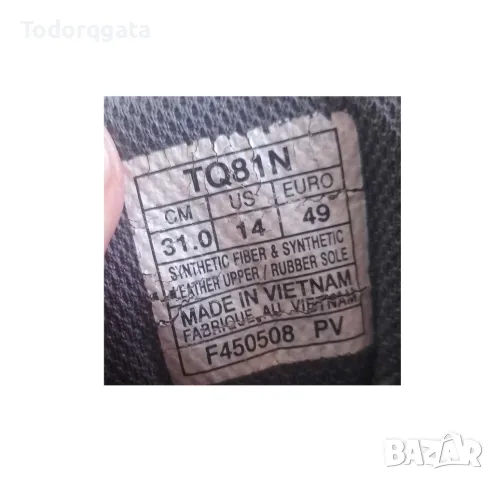 Todorqgata
TQ81N
CM US EURO
31.0 14 49
SYNTHETIC FIBER & SYNTHETIC
LEATHER UPPER / RUBBER SOLE
MADE IN VIETNAM
FABRIQUE AU VIETNAM
F450508 PV
BAZAR